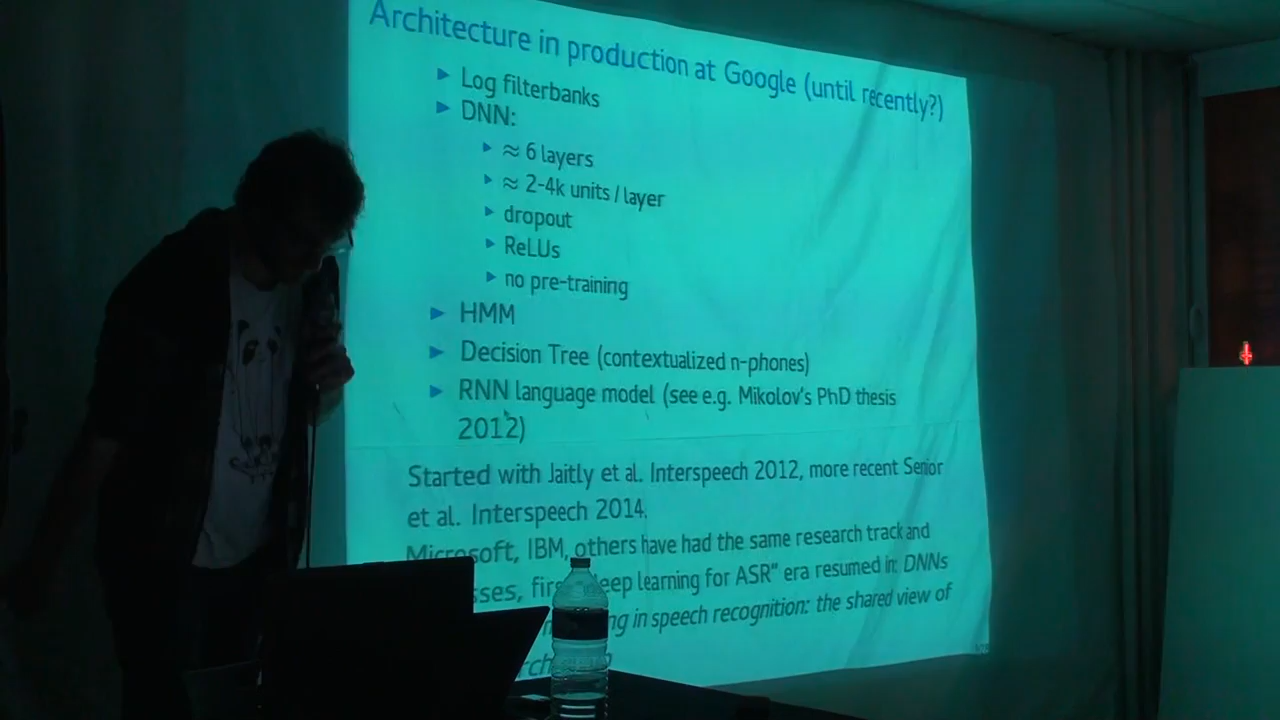 Architecture in production at Google (until recently?)
Log filterbanks
DNN:
≈ 6 layers
≈ 2-4k units / layer
dropout
ReLUs
no pre-training
HMM
Decision Tree (contextualized n-phones)
RNN language model (see e.g. Mikolov's PhD thesis
2012)
Started with Jaitly et al. Interspeech 2012, more recent Senior
et al. Interspeech 2014.
Microsoft, IBM, others have had the same research track and
learning for ASR" era resumed in: DNNs
in speech recognition: the shared view of